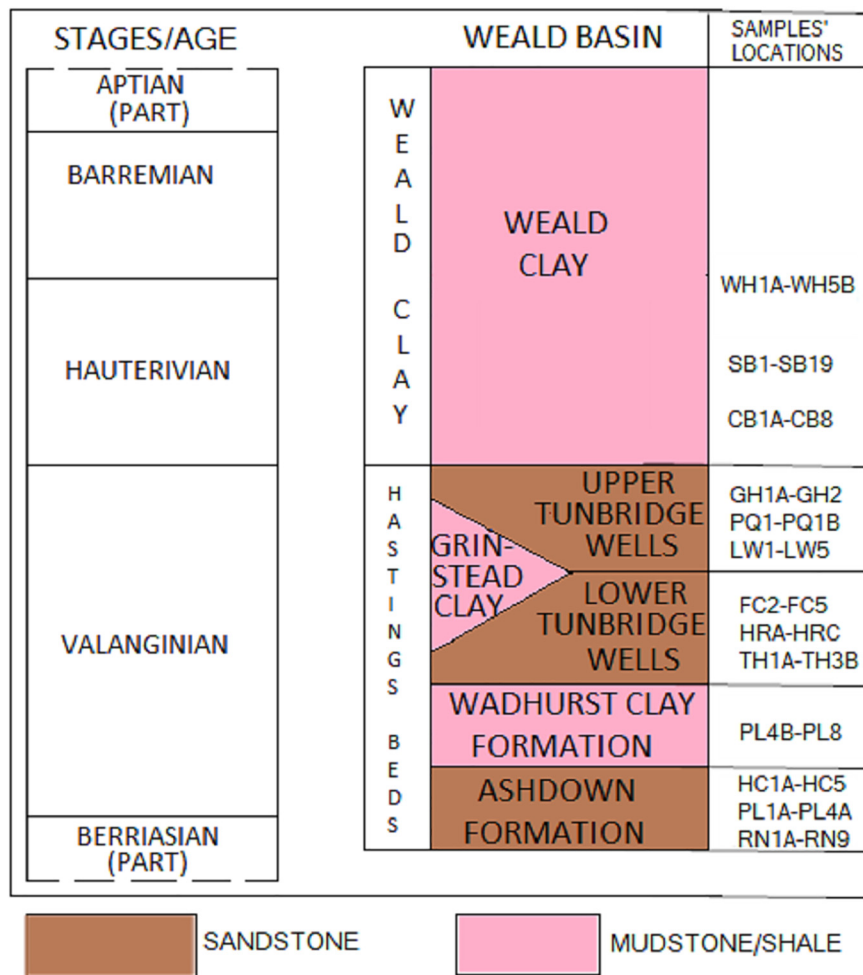 STAGES/AGE
WEALD BASIN
SAMPLES'
LOCATIONS
APTIAN
(PART)
BARREMIAN
HAUTERIVIAN
VALANGINIAN
BERRIASIAN
(PART)
WEALD CLAY
HASTINGS BEDS
WEALD
CLAY
UPPER
TUNBRIDGE
WELLS
GRIN-
STEAD
CLAY
LOWER
TUNBRIDGE
WELLS
WADHURST CLAY
FORMATION
ASHDOWN
FORMATION
WH1A-WH5B
SB1-SB19
CB1A-CB8
GH1A-GH2
PQ1-PQ1B
LW1-LW5
FC2-FC5
HRA-HRC
TH1A-TH3B
PL4B-PL8
HC1A-HC5
PL1A-PL4A
RN1A-RN9
SANDSTONE
MUDSTONE/SHALE